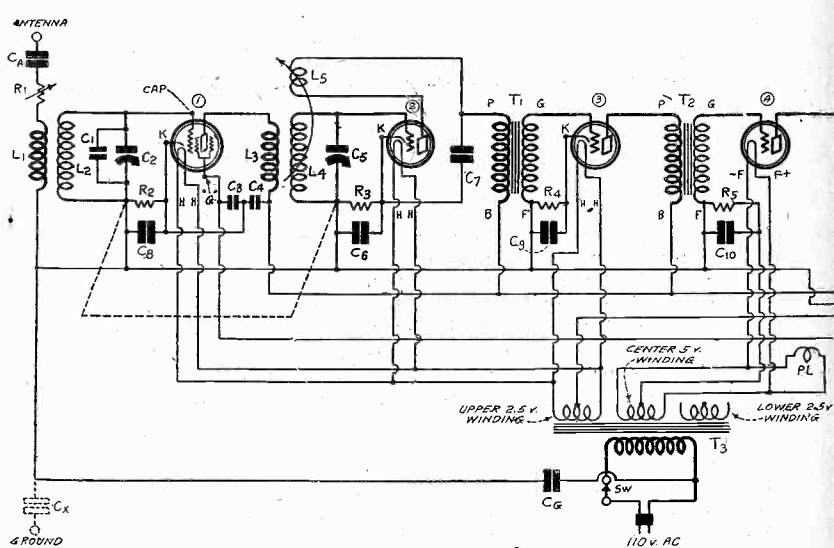 ANTENNA
CA
R1
CAP
1
L5
2
P T1 G
3
P T2 G
4
K
K
K
C1
C2
L1
L2
L3
L4
C5
C7
-F
F+
R2
H H
"G"
C3 C4
R3
H H
R4
H H
R5
B
F
B
F
C8
C6
C9
C10
CENTER 5 V.
WINDING
PL
UPPER 2.5 V.
WINDING
LOWER 2.5V
WINDING
T3
CX
CG
SW
GROUND
110 V. AC